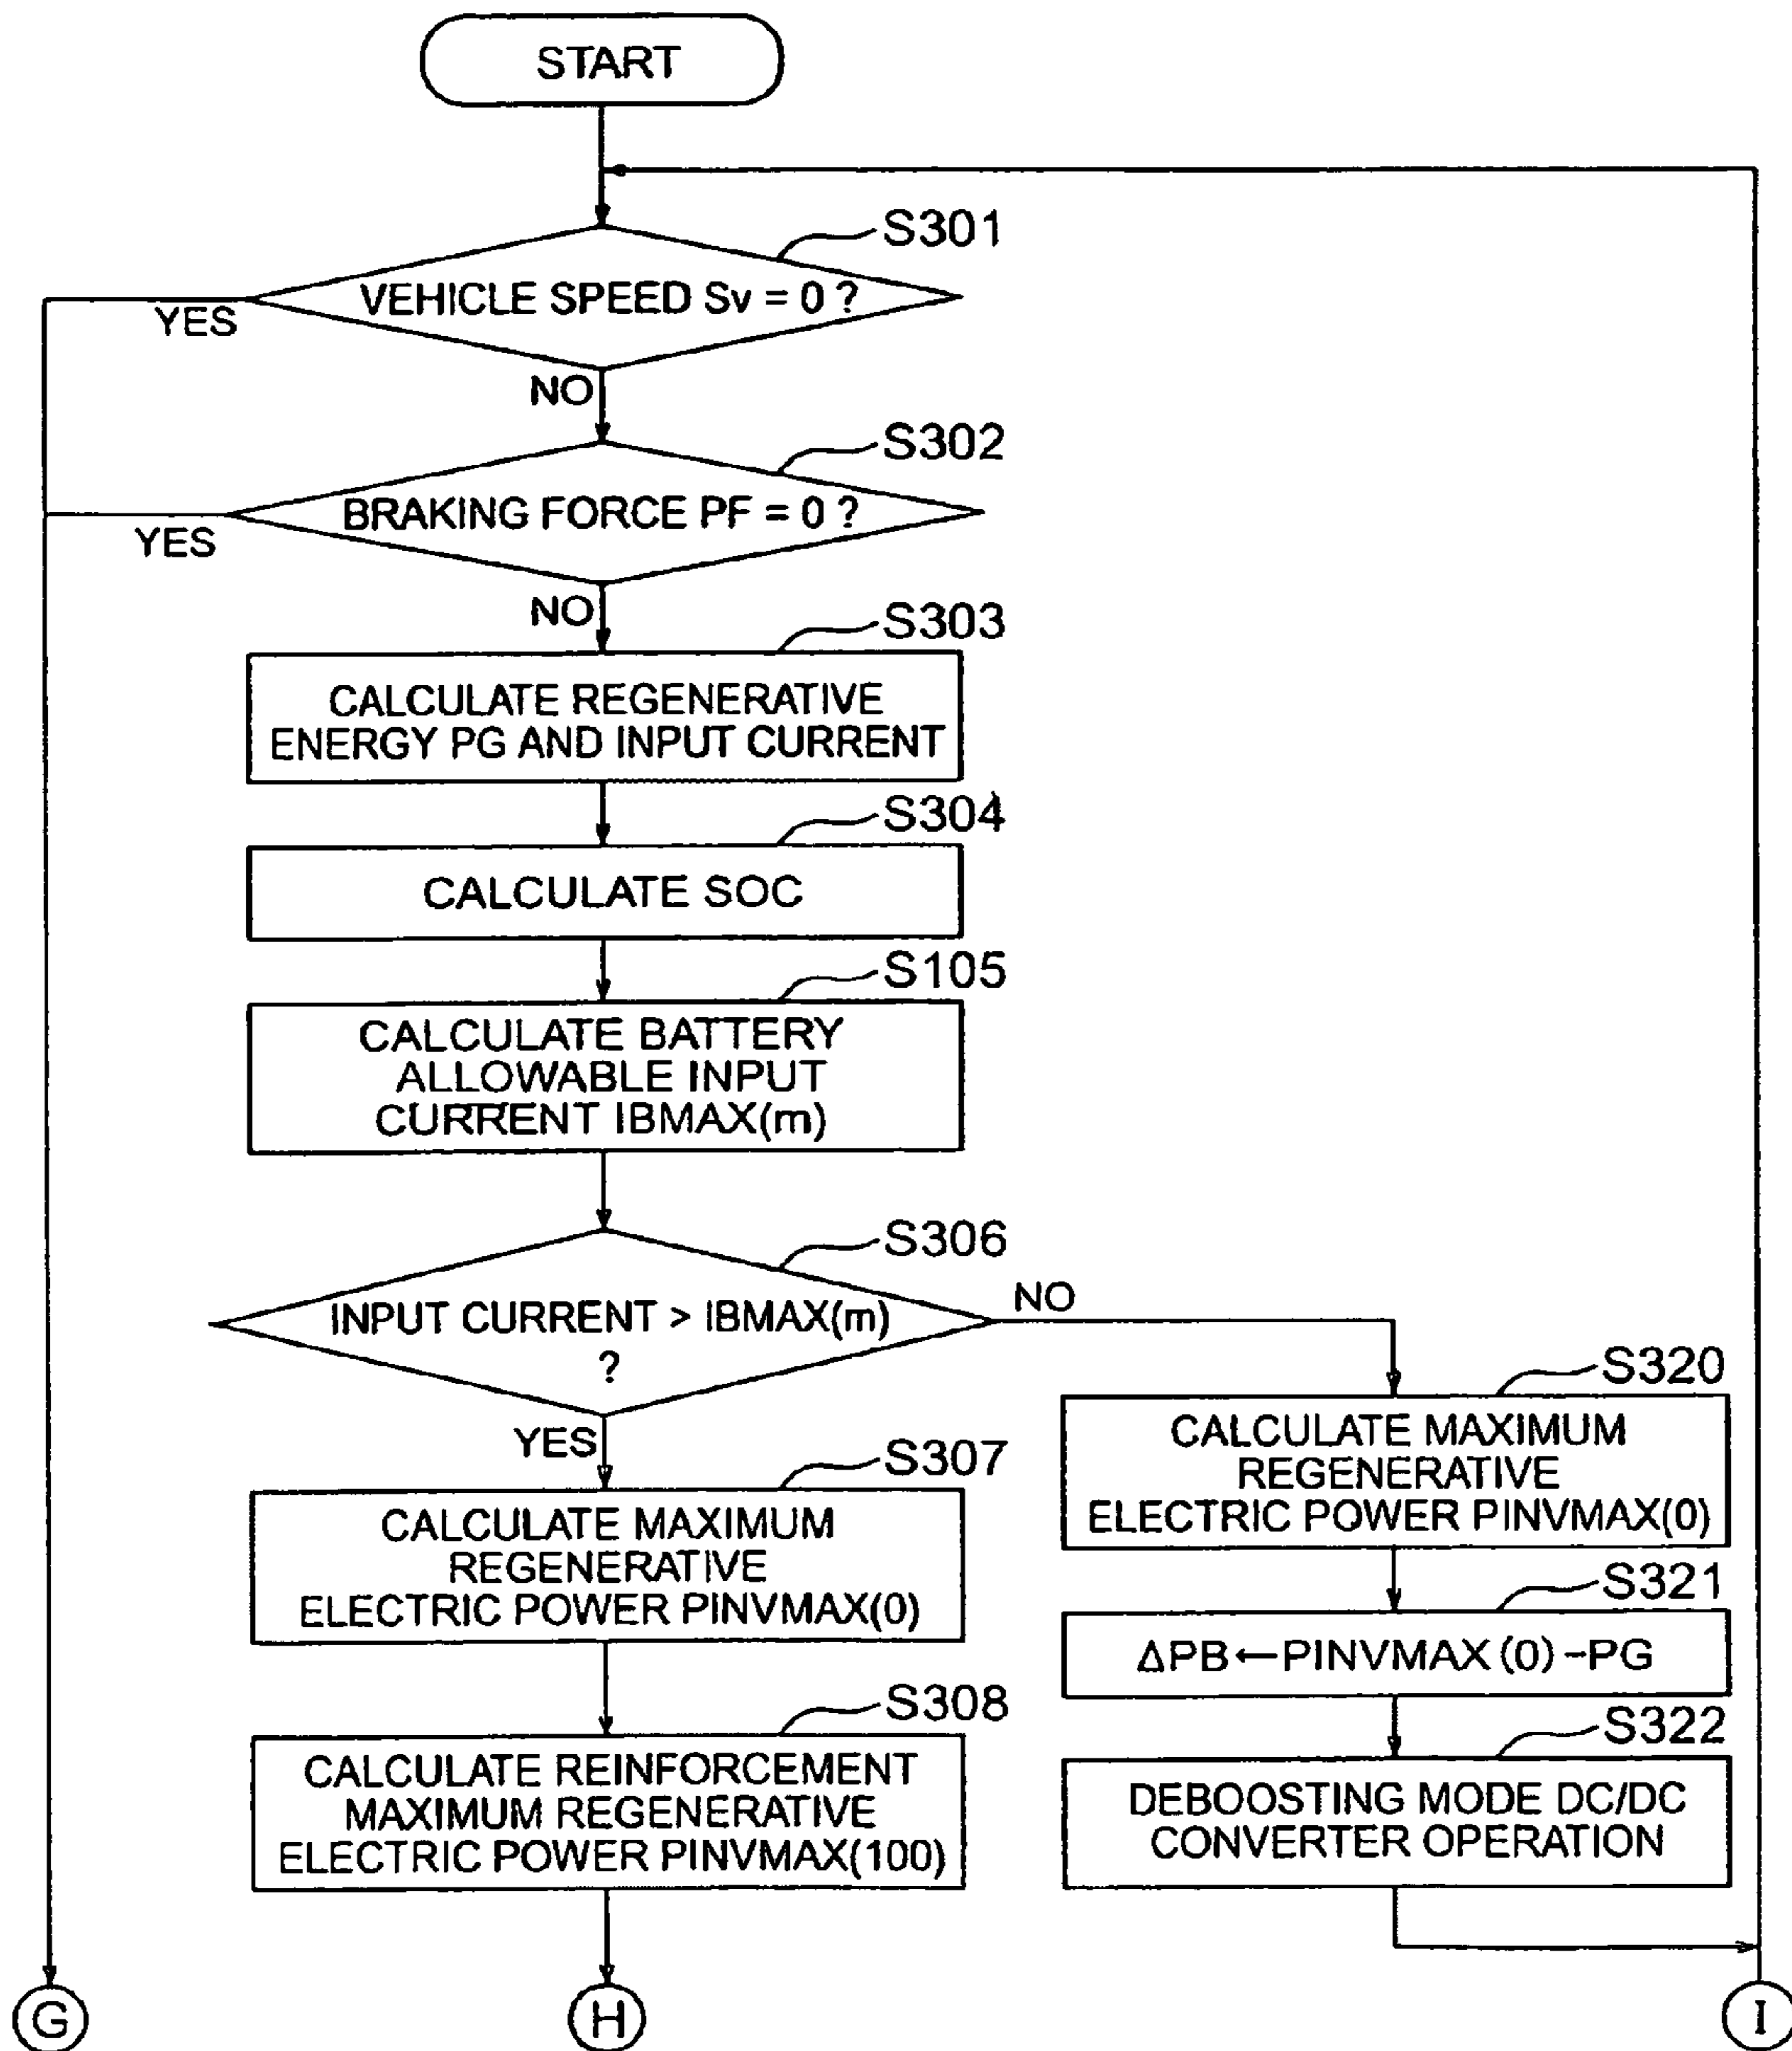 START
S301
VEHICLE SPEED Sv = 0 ?
YES
NO
S302
BRAKING FORCE PF = 0 ?
YES
NO
S303
CALCULATE REGENERATIVE
ENERGY PG AND INPUT CURRENT
S304
CALCULATE SOC
S105
CALCULATE BATTERY
ALLOWABLE INPUT
CURRENT IBMAX(m)
S306
INPUT CURRENT > IBMAX(m)
?
NO
YES
S307
CALCULATE MAXIMUM
REGENERATIVE
ELECTRIC POWER PINVMAX(0)
S308
CALCULATE REINFORCEMENT
MAXIMUM REGENERATIVE
ELECTRIC POWER PINVMAX(100)
S320
CALCULATE MAXIMUM
REGENERATIVE
ELECTRIC POWER PINVMAX(0)
S321
ΔPB←PINVMAX(0)-PG
S322
DEBOOSTING MODE DC/DC
CONVERTER OPERATION
G
H
I